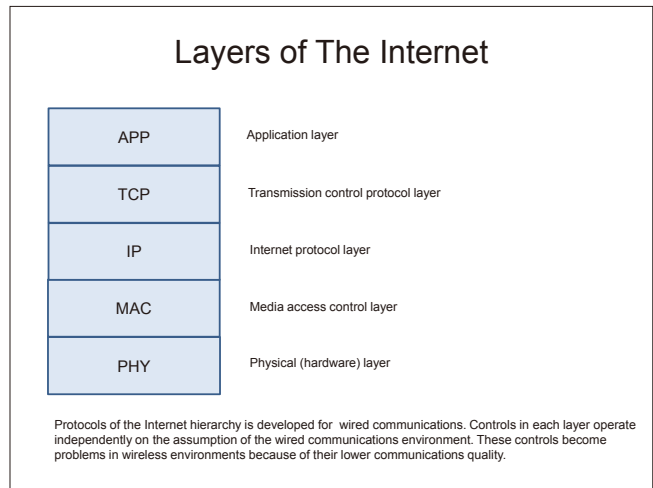 Layers of The Internet
APP Application layer
TCP Transmission control protocol layer
IP Internet protocol layer
MAC Media access control layer
PHY Physical (hardware) layer
Protocols of the Internet hierarchy is developed for wired communications. Controls in each layer operate
independently on the assumption of the wired communications environment. These controls become
problems in wireless environments because of their lower communications quality.